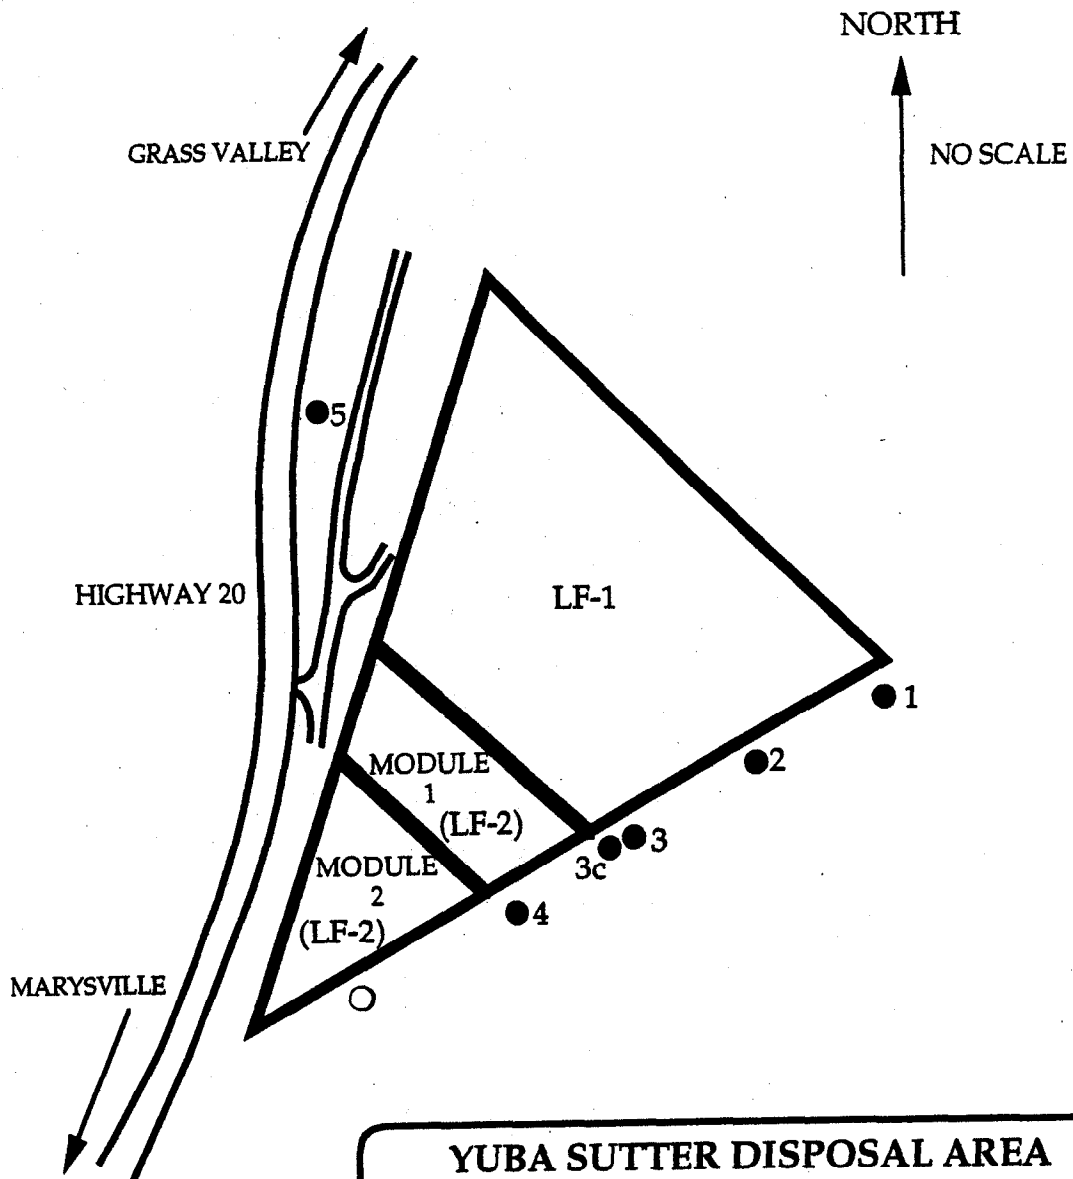 NORTH
GRASS VALLEY
NO SCALE
5
HIGHWAY 20
LF-1
1
2
MODULE
1
(LF-2)
3
3c
MODULE
2
(LF-2)
4
MARYSVILLE
YUBA SUTTER DISPOSAL AREA